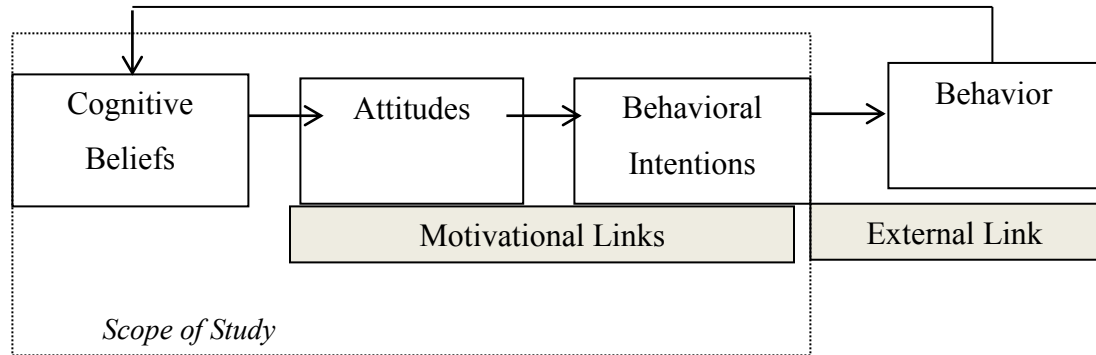 Cognitive
Beliefs
Attitudes
Behavioral
Intentions
Behavior
Motivational Links
External Link
Scope of Study